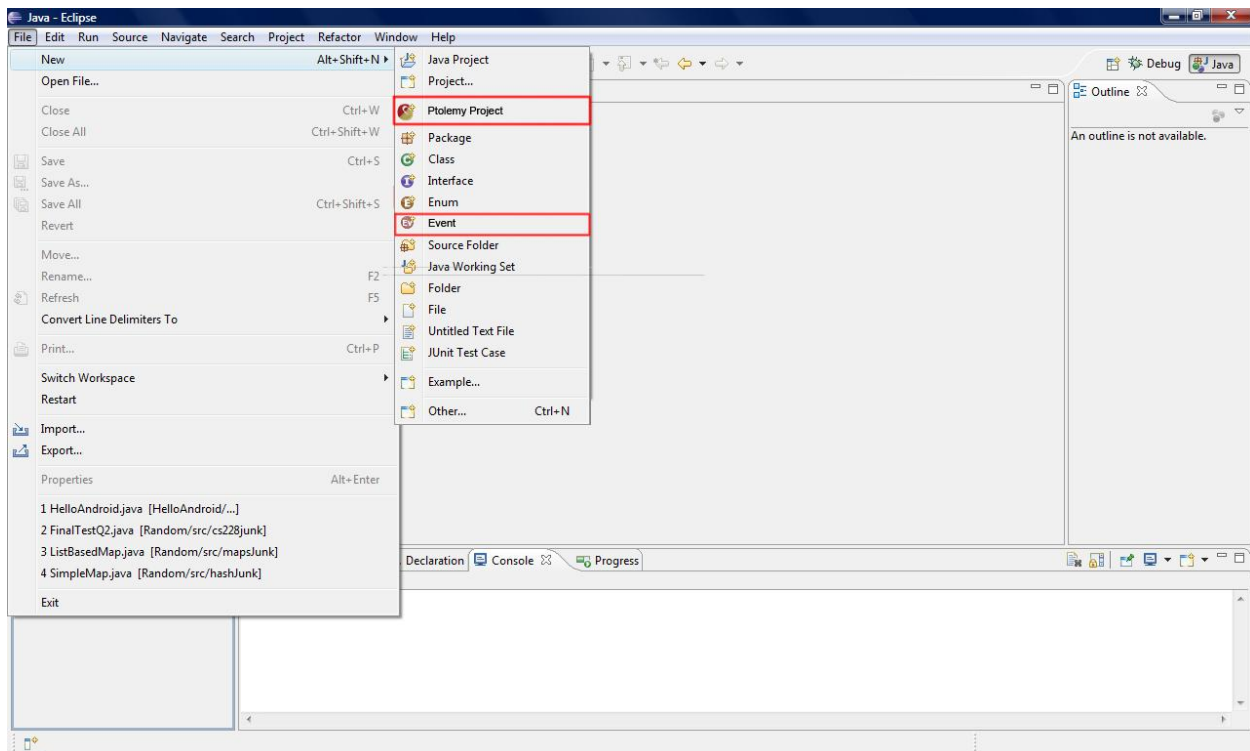 Java - Eclipse
File Edit Run Source Navigate Search Project Refactor Window Help
New Alt+Shift+N
Open File...
Close Ctrl+W
Close All Ctrl+Shift+W
Save Ctrl+S
Save As...
Save All Ctrl+Shift+S
Revert
Move...
Rename... F2
Refresh F5
Convert Line Delimiters To
Print... Ctrl+P
Switch Workspace
Restart
Import...
Export...
Properties Alt+Enter
1 HelloAndroid.java [HelloAndroid/...]
2 FinalTestQ2.java [Random/src/cs228junk]
3 ListBasedMap.java [Random/src/mapsJunk]
4 SimpleMap.java [Random/src/hashJunk]
Exit
Java Project
Project...
Ptolemy Project
Package
Class
Interface
Enum
Event
Source Folder
Java Working Set
Folder
File
Untitled Text File
JUnit Test Case
Example...
Other... Ctrl+N
Debug Java
Outline
An outline is not available.
Declaration Console Progress